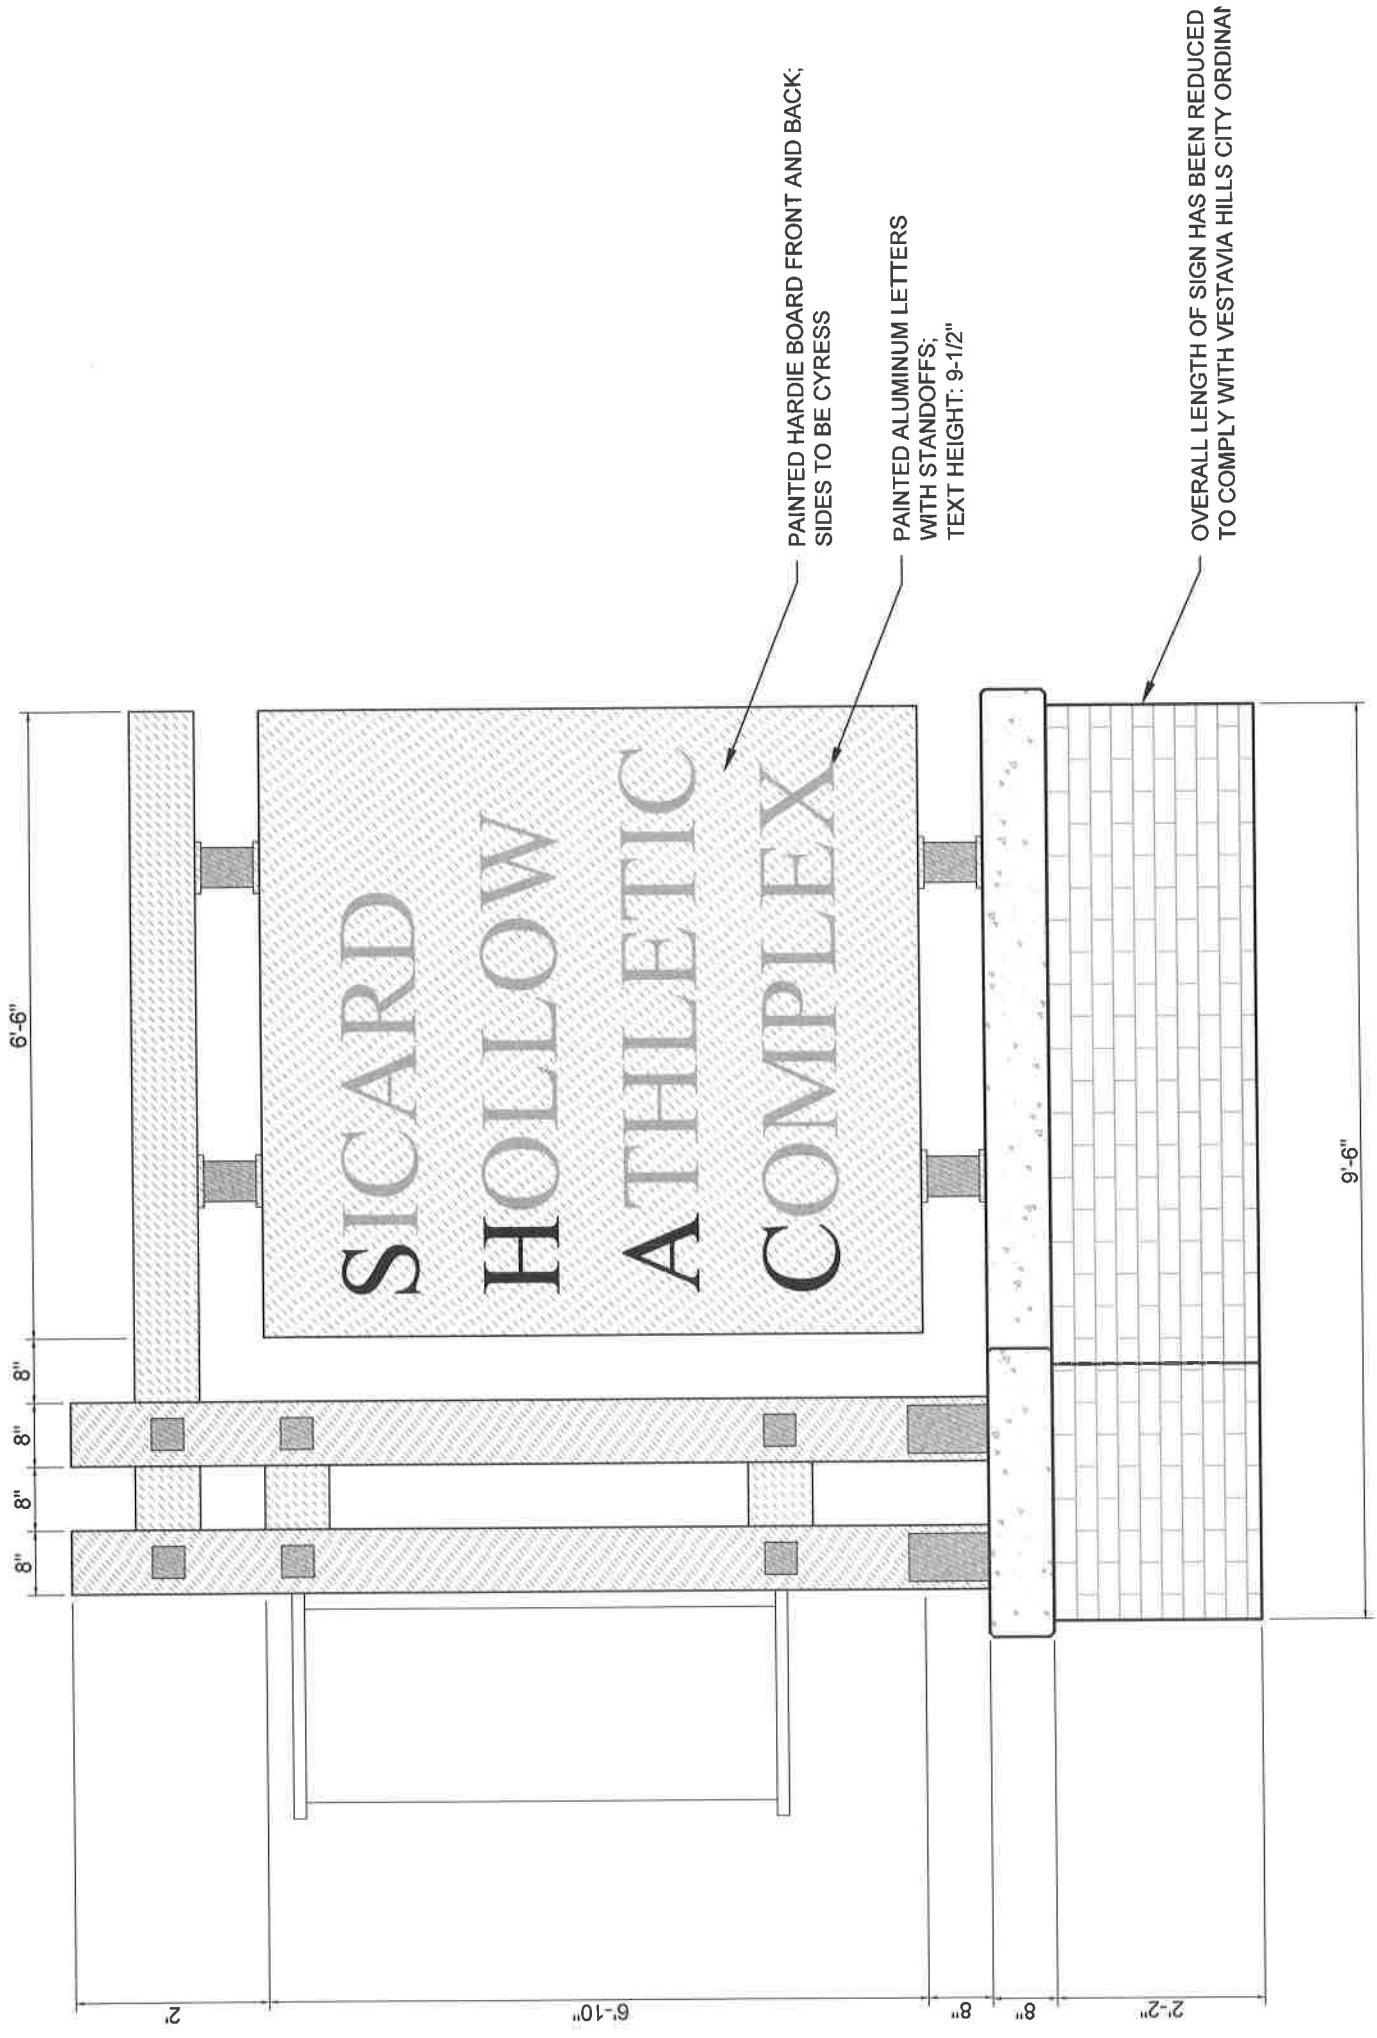 6'-6"
8"
8"
8"
8"
SICARD
HOLLOW
ATHLETIC
COMPLEX
PAINTED HARDIE BOARD FRONT AND BACK;
SIDES TO BE CYRESS
PAINTED ALUMINUM LETTERS
WITH STANDOFFS;
TEXT HEIGHT: 9-1/2"
OVERALL LENGTH OF SIGN HAS BEEN REDUCED
TO COMPLY WITH VESTAVIA HILLS CITY
9'-6"
2'
6'-10"
8"
8"
2'-2"